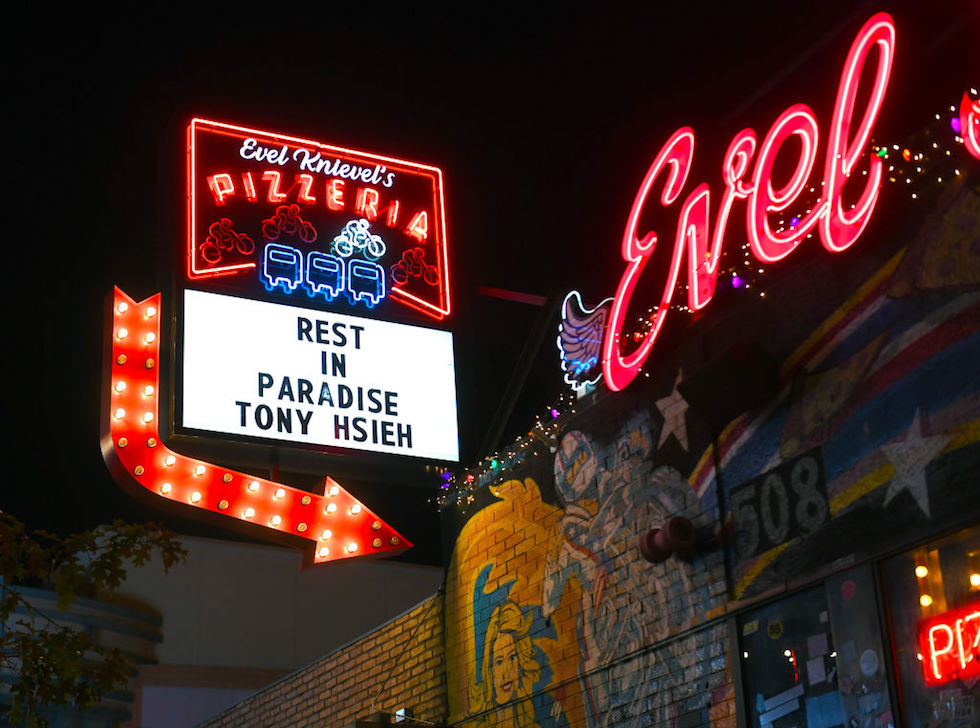 Evel Knievel's
PIZZERIA
REST
IN
PARADISE
TONY HSIEH
Evel
508